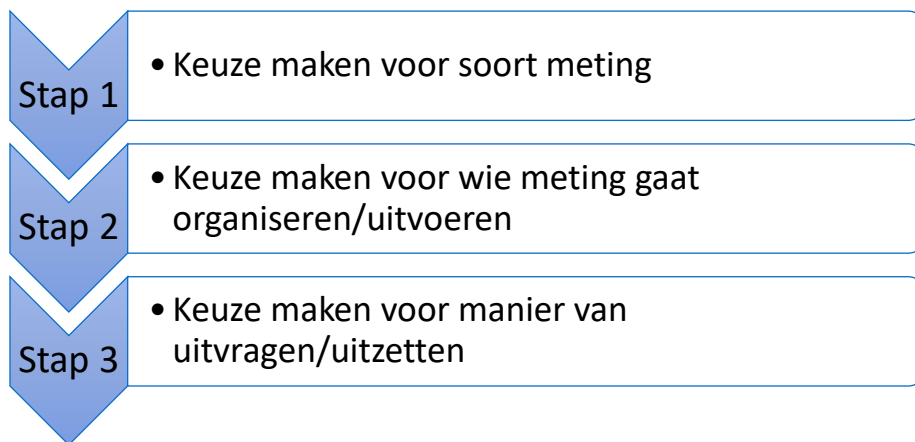 Stap 1
• Keuze maken voor soort meting
Stap 2
• Keuze maken voor wie meting gaat
organiseren/uitvoeren
Stap 3
• Keuze maken voor manier van
uitvragen/uitzetten